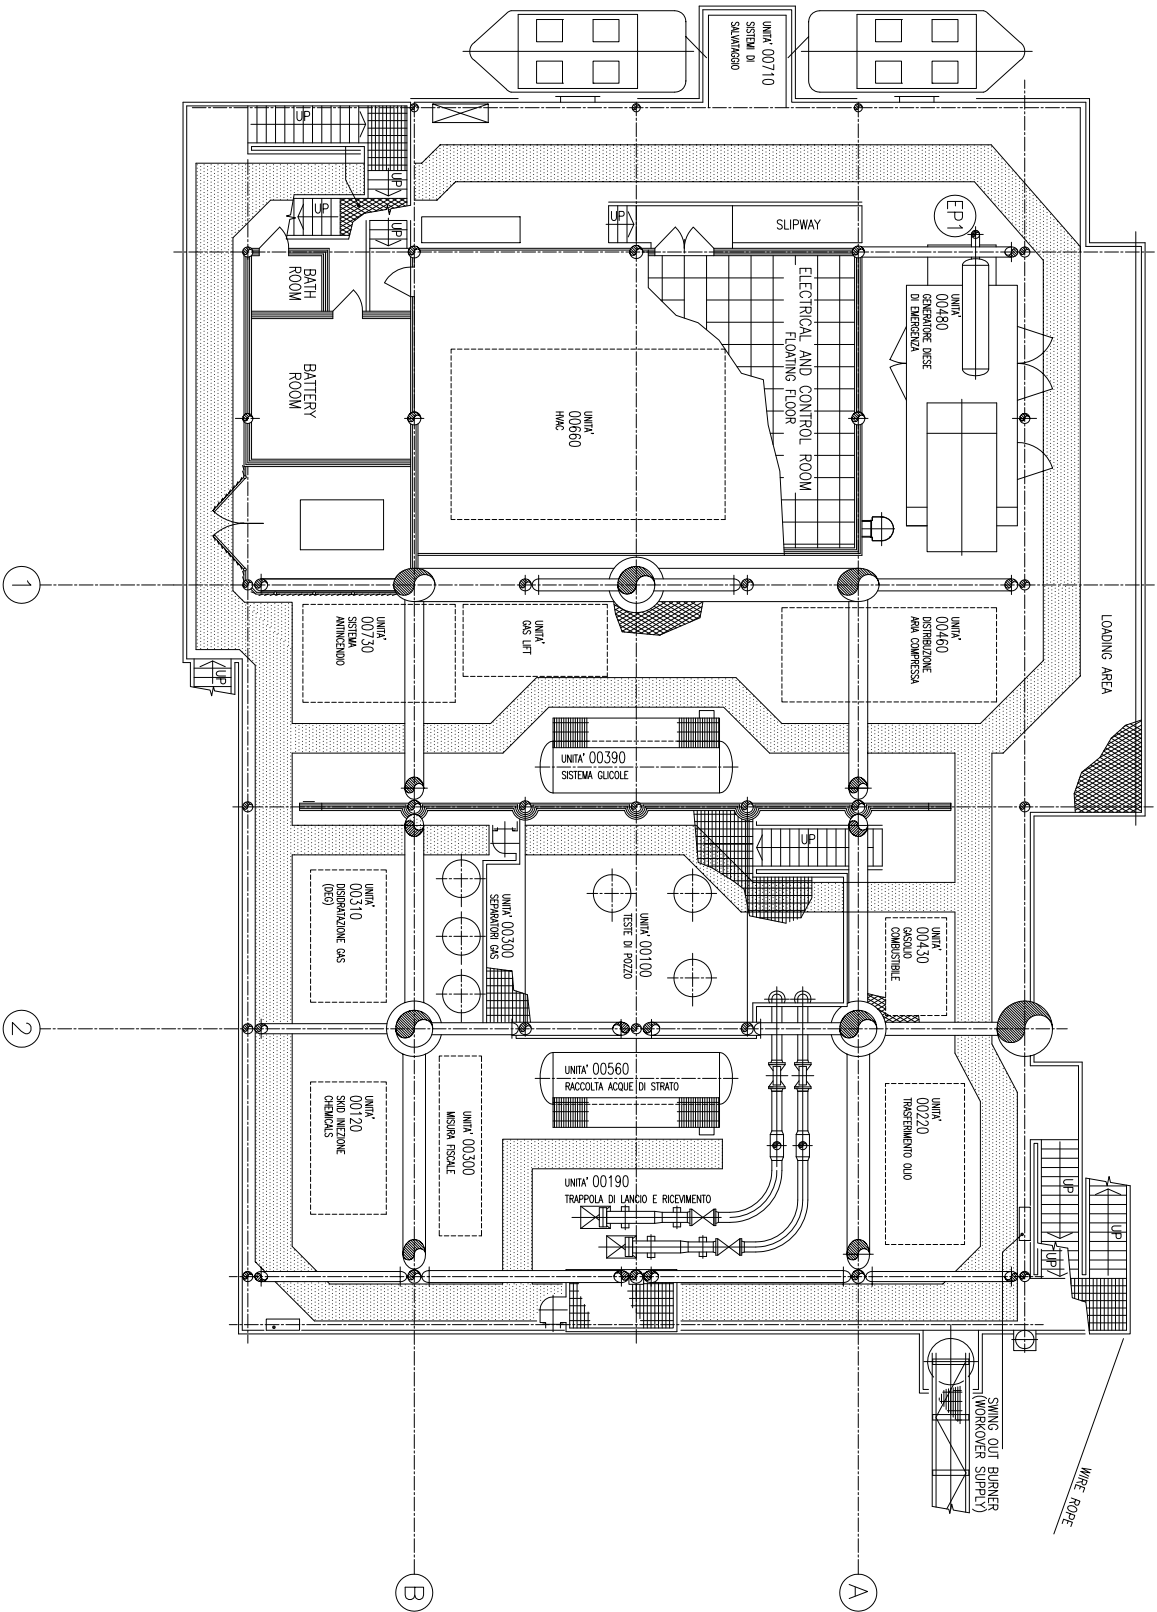 UNITA' 00710
SISTEMI DI
SALVATAGGIO
UP
UP
UP
UP
UP
SLIPWAY
EP1
BATH
ROOM
BATTERY
ROOM
UNITA'
00660
HVAC
ELECTRICAL AND CONTROL ROOM
FLOATING FLOOR
UNITA'
00480
GENERATORE DIESE
DI EMERGENZA
1
UNITA'
00730
SISTEMA
ANTINCENDIO
UNITA'
GAS LIFT
UNITA'
00460
DISTRIBUZIONE
ARIA COMPRESSA
LOADING AREA
UP
UNITA' 00390
SISTEMA GLICOLE
UP
UNITA'
00310
DISIDRATAZIONE GAS
(DEG)
UNITA' 00300
SEPARATORI GAS
UNITA' 00100
TESTE DI POZZO
UNITA'
00430
GASOLIO
COMBUSTIBILE
2
UNITA' 00560
RACCOLTA ACQUE DI STRATO
UNITA'
00120
SKID INIEZIONE
CHEMICALS
UNITA' 00300
MISURA FISCALE
UNITA' 00190
TRAPPOLA DI LANCIO E RICEVIMENTO
UNITA'
00220
TRASFERIMENTO OLIO
UP
UP
UP
SWING OUT BURNER
(WORKOVER SUPPLY)
WIRE ROPE
B
A